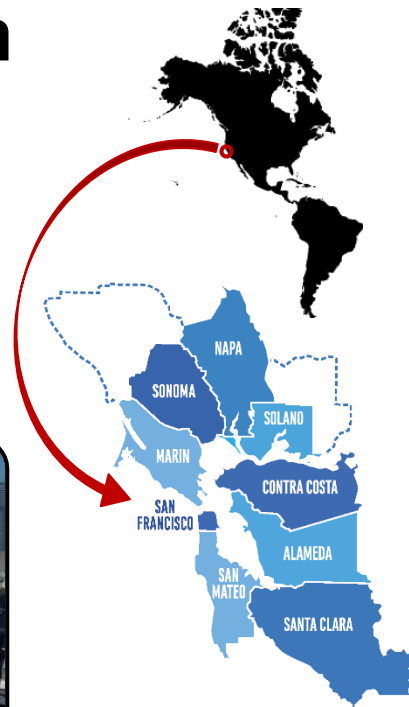 NAPA
SONOMA
SOLANO
MARIN
CONTRA COSTA
SAN
FRANCISCO
ALAMEDA
SAN
MATEO
SANTA CLARA